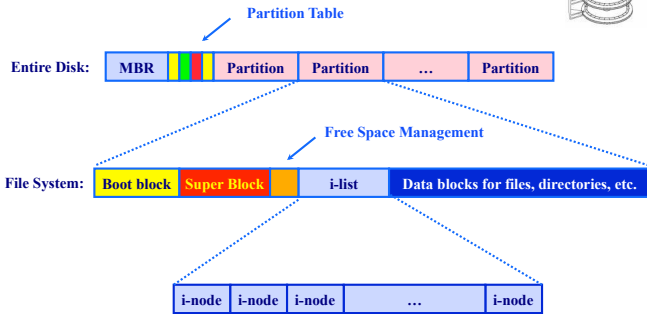 Partition Table
Entire Disk: MBR Partition Partition ... Partition
Free Space Management
File System: Boot block Super Block i-list Data blocks for files, directories, etc.
i-node i-node i-node ... i-node